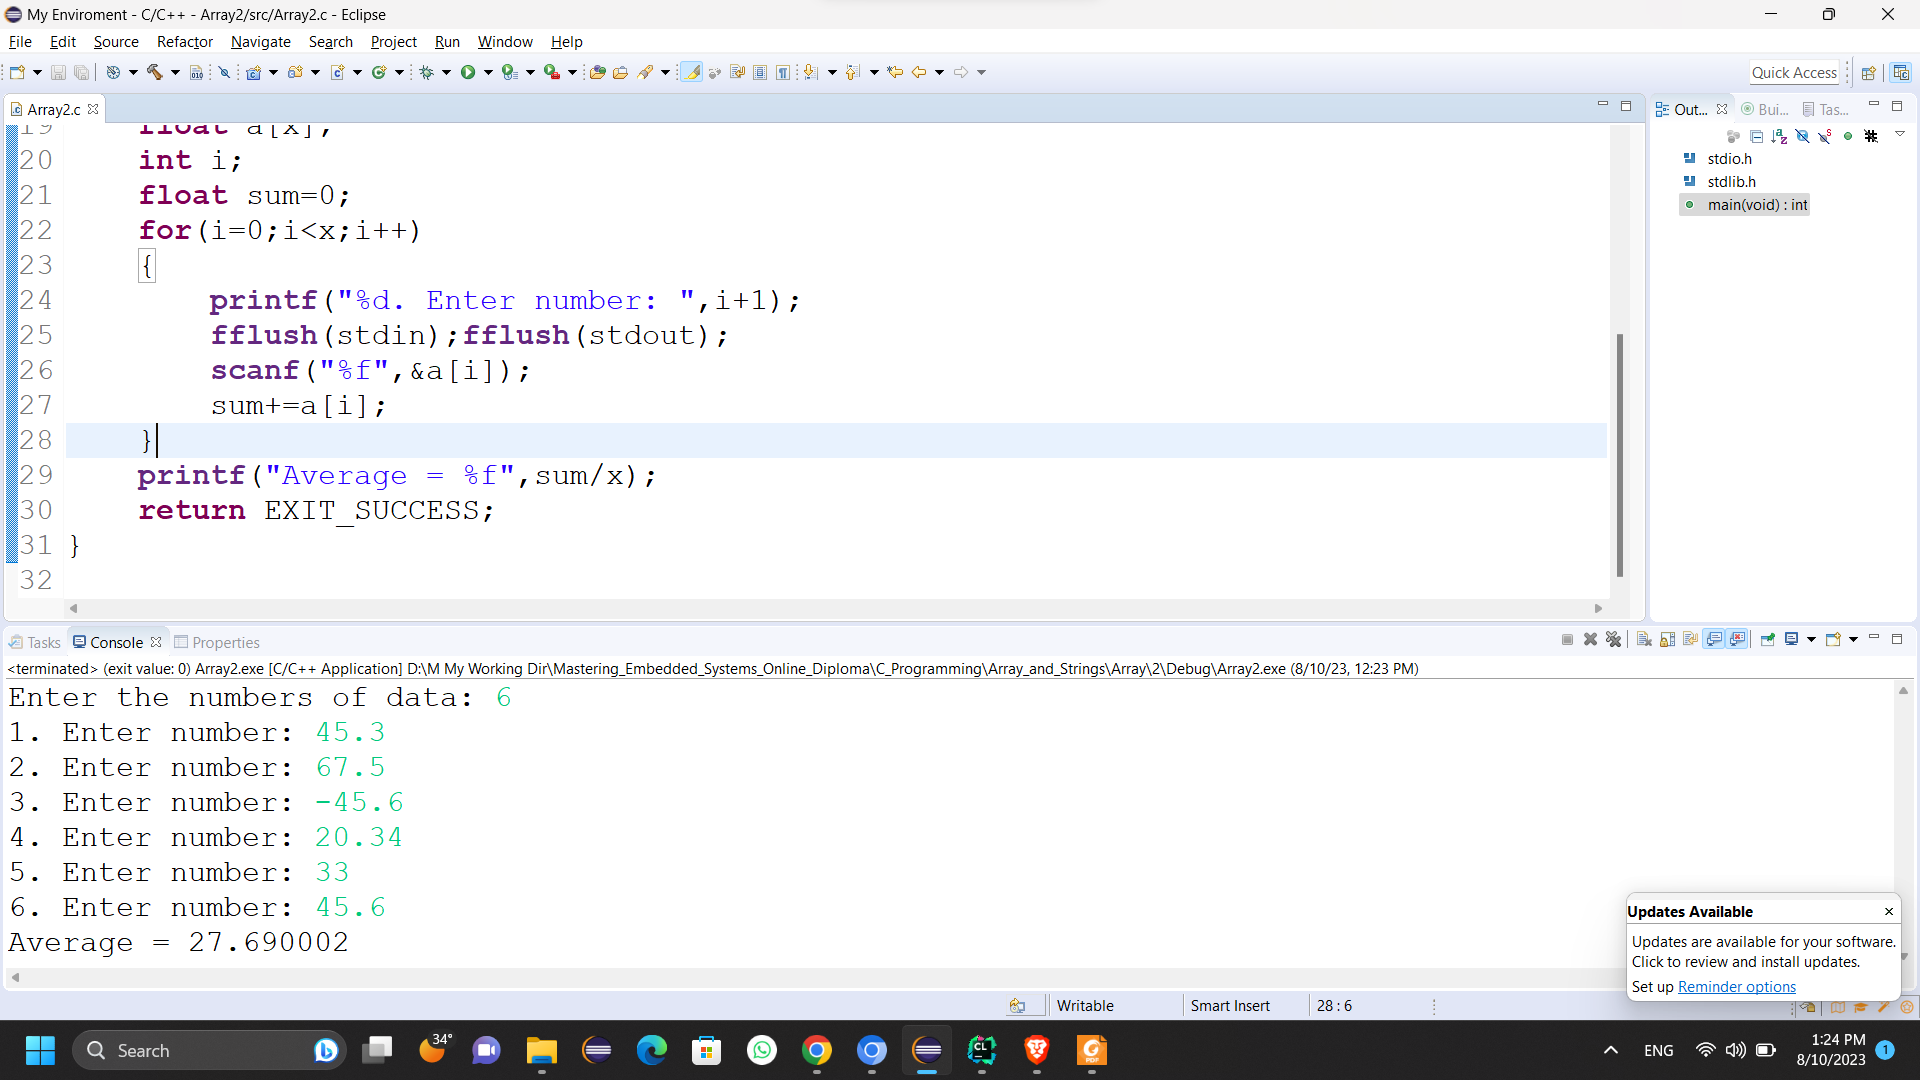 My Enviroment - C/C++ - Array2/src/Array2.c - Eclipse
File Edit Source Refactor Navigate Search Project Run Window Help
Quick Access
Array2.c
19 float a[x];
20 int i;
21 float sum=0;
22 for(i=0;i<x;i++)
23 {
24 printf("%d. Enter number: ",i+1);
25 fflush(stdin);fflush(stdout);
26 scanf("%f",&a[i]);
27 sum+=a[i];
28 }
29 printf("Average = %f",sum/x);
30 return EXIT_SUCCESS;
31 }
32
Out... Bui... Tas...
stdio.h
stdlib.h
main(void) : int
Tasks Console Properties
<terminated> (exit value: 0) Array2.exe [C/C++ Application] D:\M My Working Dir\Mastering_Embedded_Systems_Online_Diploma\C_Programming\Array_and_Strings\Array\2\Debug\Array2.exe (8/10/23, 12:23 PM)
Enter the numbers of data: 6
1. Enter number: 45.3
2. Enter number: 67.5
3. Enter number: -45.6
4. Enter number: 20.34
5. Enter number: 33
6. Enter number: 45.6
Average = 27.690002
Updates Available
Updates are available for your software.
Click to review and install updates.
Set up Reminder options
Writable Smart Insert 28 : 6
Search
34°
CL
PDF
ENG
1:24 PM
8/10/2023
1